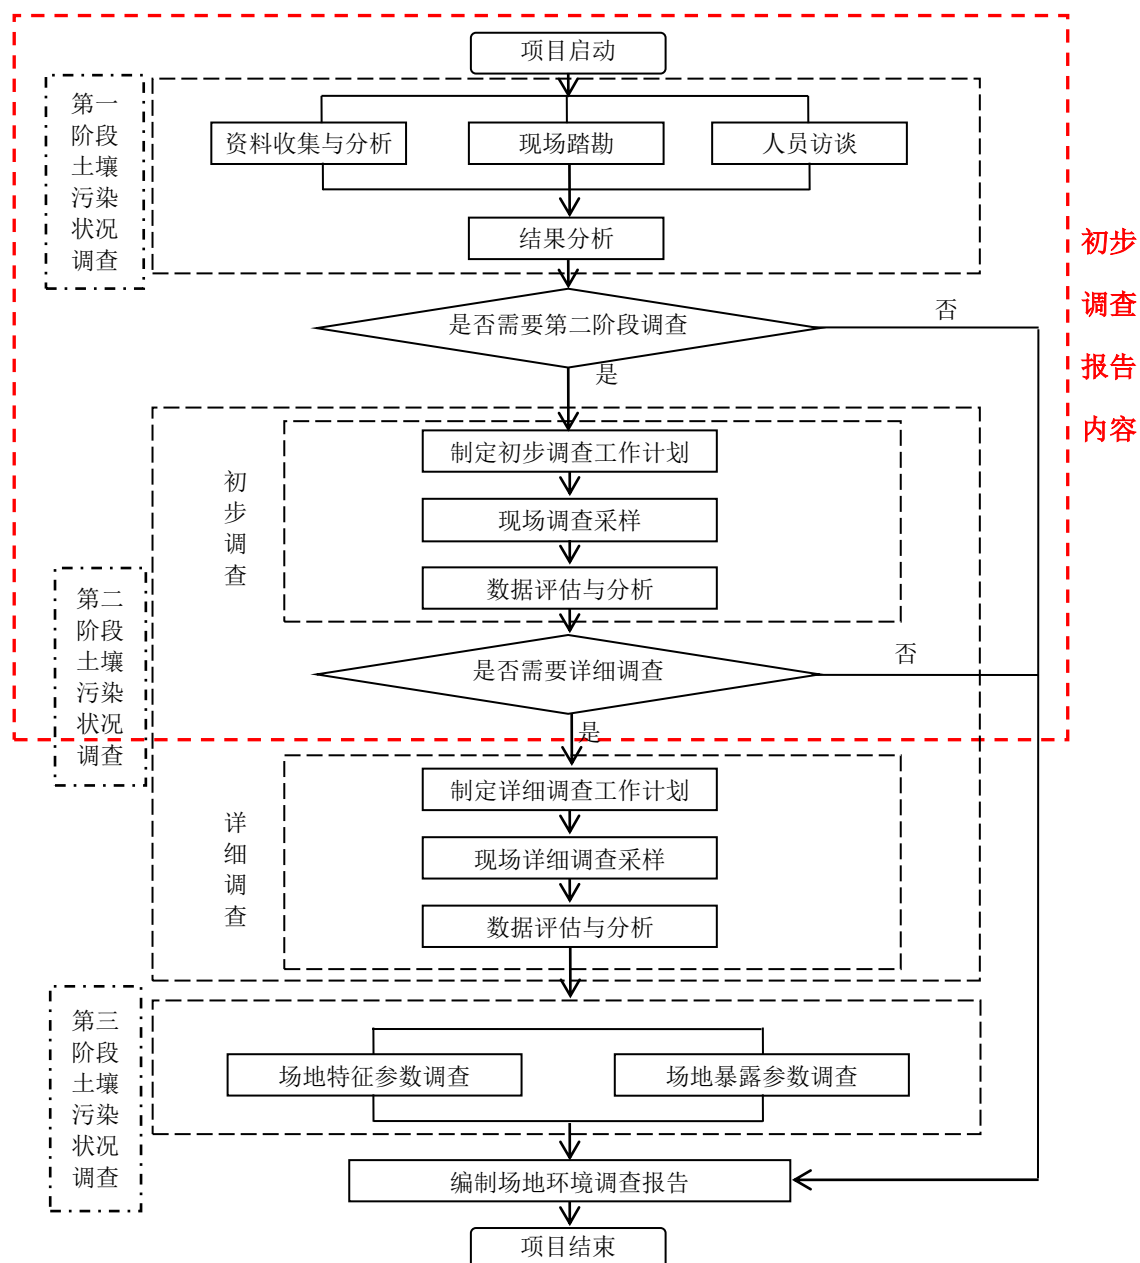 项目启动
第一
阶段
土壤
污染
状况
调查
资料收集与分析
现场踏勘
人员访谈
结果分析
是否需要第二阶段调查
否
是
初步
调查
报告
内容
初
步
调
查
制定初步调查工作计划
现场调查采样
数据评估与分析
第二
阶段
土壤
污染
状况
调查
是否需要详细调查
否
是
详
细
调
查
制定详细调查工作计划
现场详细调查采样
数据评估与分析
第三
阶段
土壤
污染
状况
调查
场地特征参数调查
场地暴露参数调查
编制场地环境调查报告
项目结束